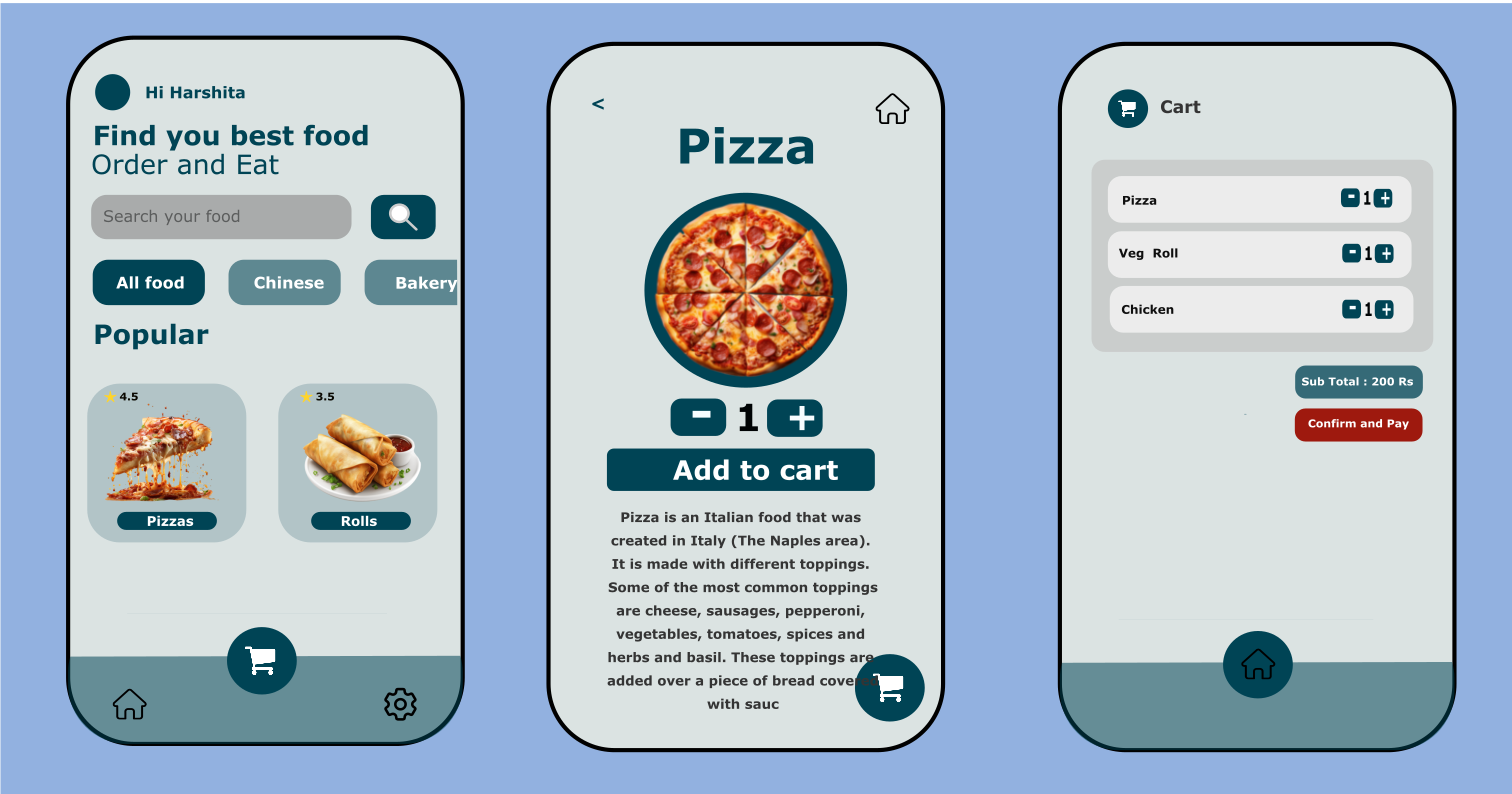 Hi Harshita
Find you best food
Order and Eat
Search your food
All food
Chinese
Bakery
Popular
4.5
3.5
Pizzas
Rolls
<
Pizza
- 1 +
Add to cart
Pizza is an Italian food that was
created in Italy (The Naples area).
It is made with different toppings.
Some of the most common toppings
are cheese, sausages, pepperoni,
vegetables, tomatoes, spices and
herbs and basil. These toppings are
added over a piece of bread covered
with sauc
Cart
Pizza - 1 +
Veg Roll - 1 +
Chicken - 1 +
Sub Total : 200 Rs
Confirm and Pay